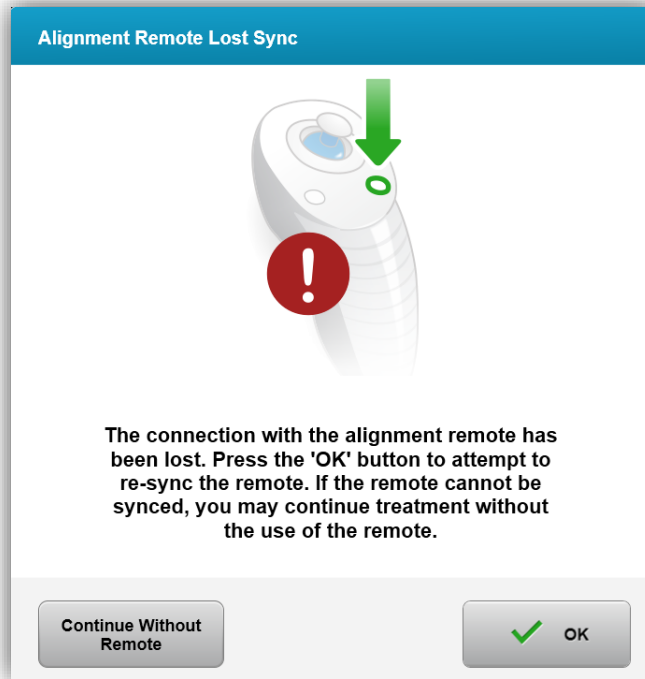 Alignment Remote Lost Sync
The connection with the alignment remote has
been lost. Press the 'OK' button to attempt to
re-sync the remote. If the remote cannot be
synced, you may continue treatment without
the use of the remote.
Continue Without
Remote
OK